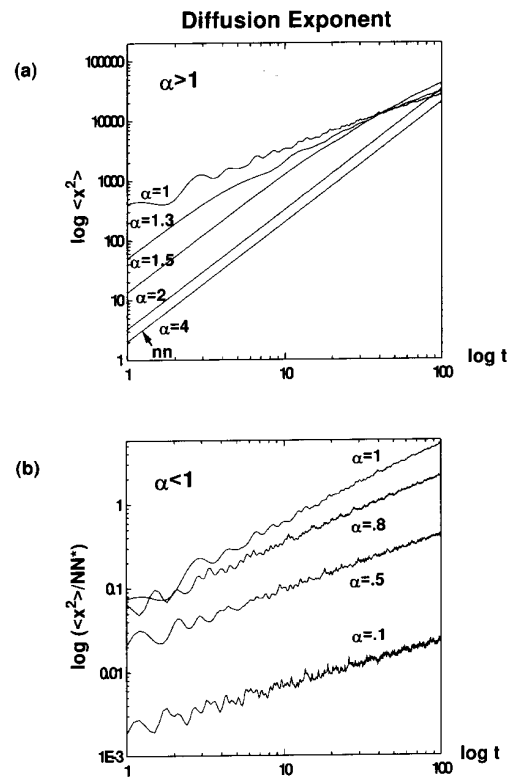 Diffusion Exponent
(a)
α>1
log <x²>
100000
10000
1000
100
10
1
α=1
α=1.3
α=1.5
α=2
α=4
nn
1
10
100
log t
(b)
α<1
log (<x²>/NN*)
1
0.1
0.01
1E-3
α=1
α=.8
α=.5
α=.1
1
10
100
log t